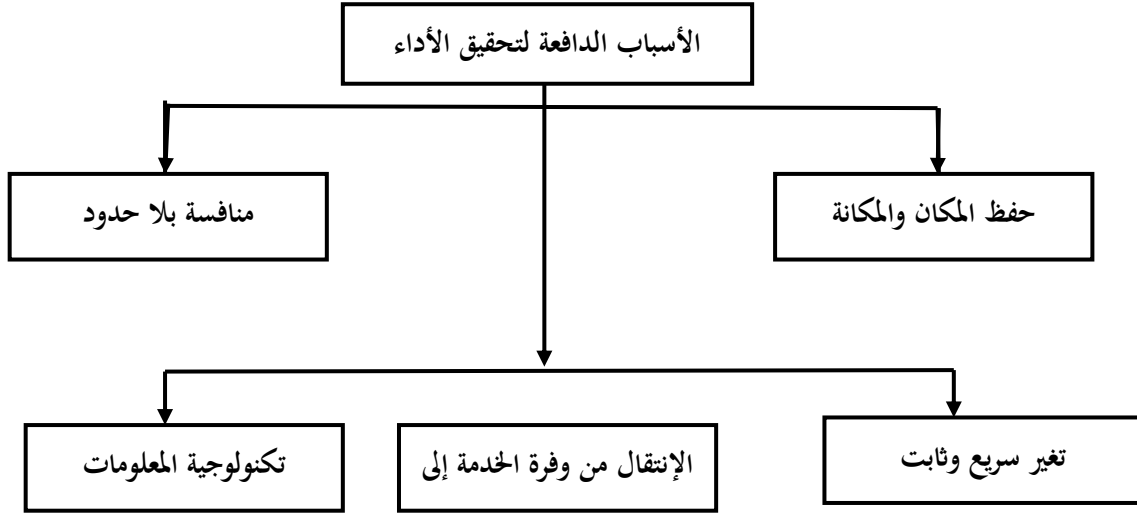 الأسباب الدافعة لتحقيق الأداء
حفظ المكان والمكانة
منافسة بلا حدود
تغير سريع وثابت
الإنتقال من وفرة الخدمة إلى
تكنولوجية المعلومات